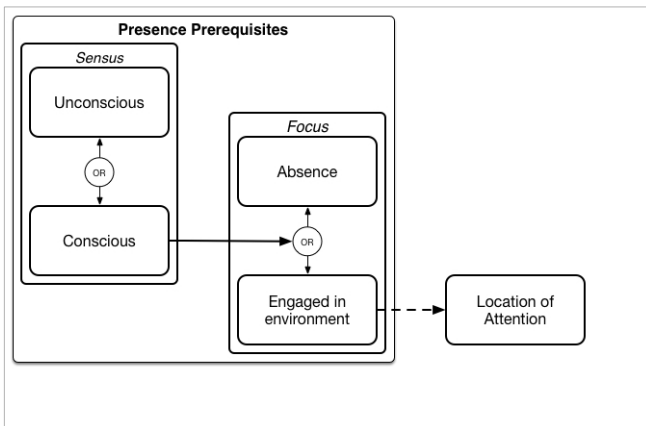 Presence Prerequisites
Sensus
Unconscious
OR
Conscious
Focus
Absence
OR
Engaged in
environment
Location of
Attention